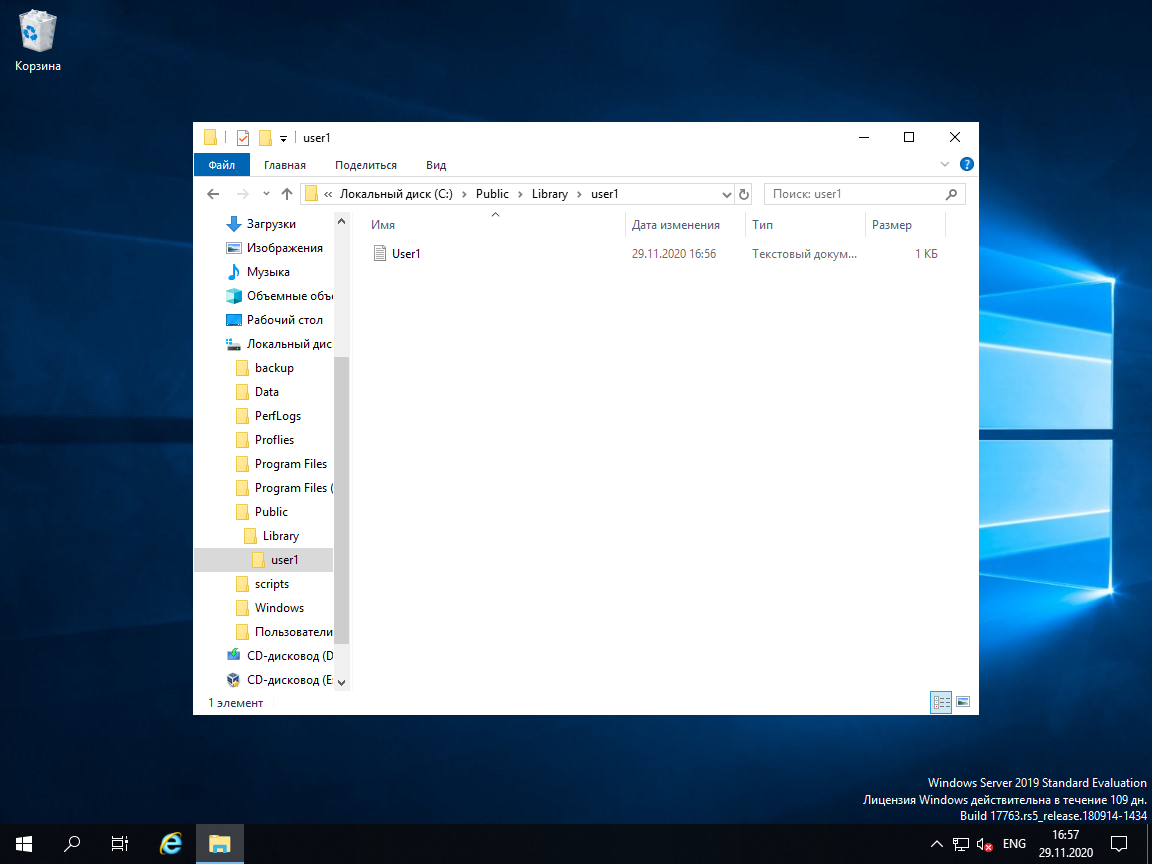 Корзина
user1
Файл Главная Поделиться Вид
« Локальный диск (C:) › Public › Library › user1
Поиск: user1
Имя Дата изменения Тип Размер
User1 29.11.2020 16:56 Текстовый докум... 1 КБ
Загрузки
Изображения
Музыка
Объемные объ
Рабочий стол
Локальный дис
backup
Data
PerfLogs
Proflies
Program Files
Program Files (
Public
Library
user1
scripts
Windows
Пользователи
CD-дисковод (D
CD-дисковод (E:
1 элемент
Windows Server 2019 Standard Evaluation
Лицензия Windows действительна в течение 109 дн.
Build 17763.rs5_release.180914-1434
ENG
16:57
29.11.2020